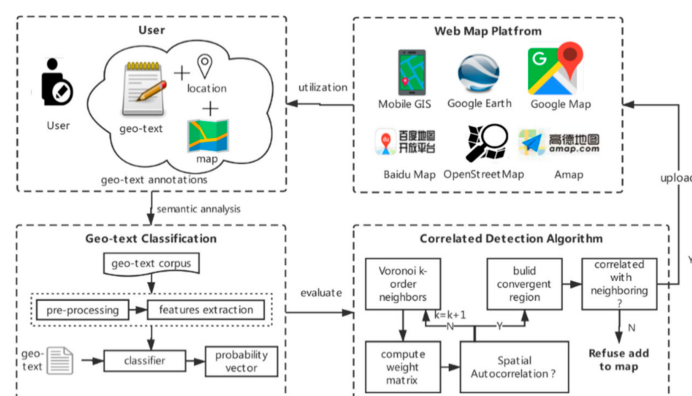 User
location
geo-text
map
User
geo-text annotations
utilization
Web Map Platfrom
Mobile GIS
Google Earth
G
Google Map
百度地图
开放平台
高德地圖
amap.com
Baidu Map
OpenStreetMap
Amap
upload
semantic annalysis
Geo-text Classification
geo-text corpus
pre-processing
features extraction
geo-
text
classifier
probability
vector
evaluate
Correlated Detection Algorithm
Voronoi k-
order
neighbors
bulid
convergent
region
correlated
with
neighboring
?
Y
k=k+1
N
Y
N
compute
weight
matrix
Spatial
Autocorrelation ?
Refuse add
to map